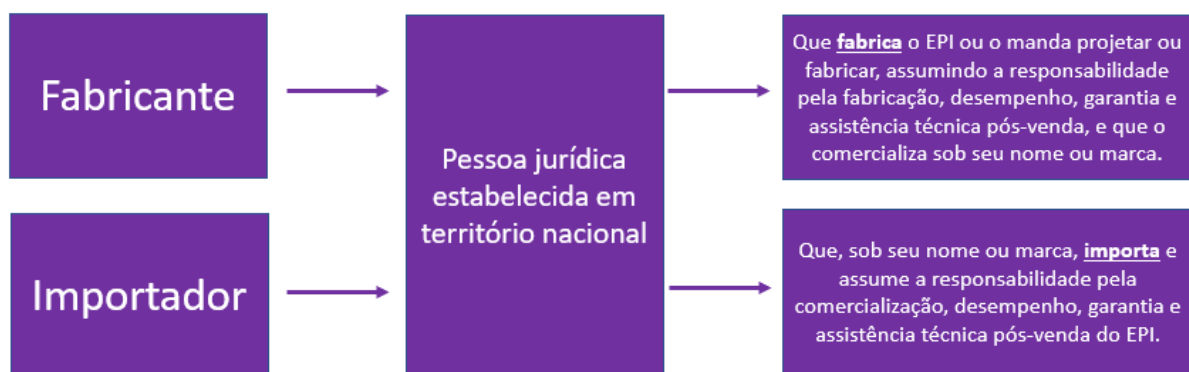 Fabricante
Pessoa jurídica
estabelecida em
território nacional
Que fabrica o EPI ou o manda projetar ou
fabricar, assumindo a responsabilidade
pela fabricação, desempenho, garantia e
assistência técnica pós-venda, e que o
comercializa sob seu nome ou marca.
Importador
Que, sob seu nome ou marca, importa e
assume a responsabilidade pela
comercialização, desempenho, garantia e
assistência técnica pós-venda do EPI.